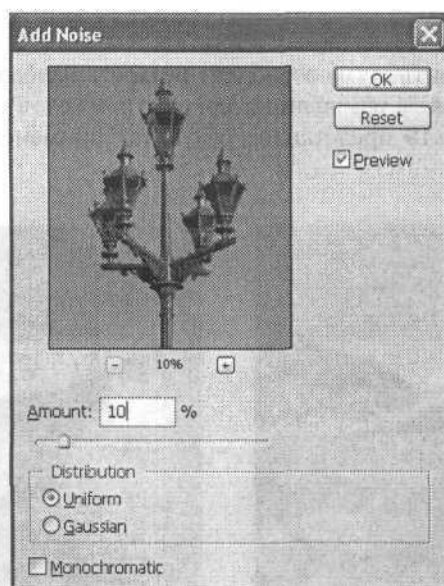 Add Noise
OK
Reset
Preview
- 10% +
Amount: 10 %
Distribution
Uniform
Gaussian
Monochromatic